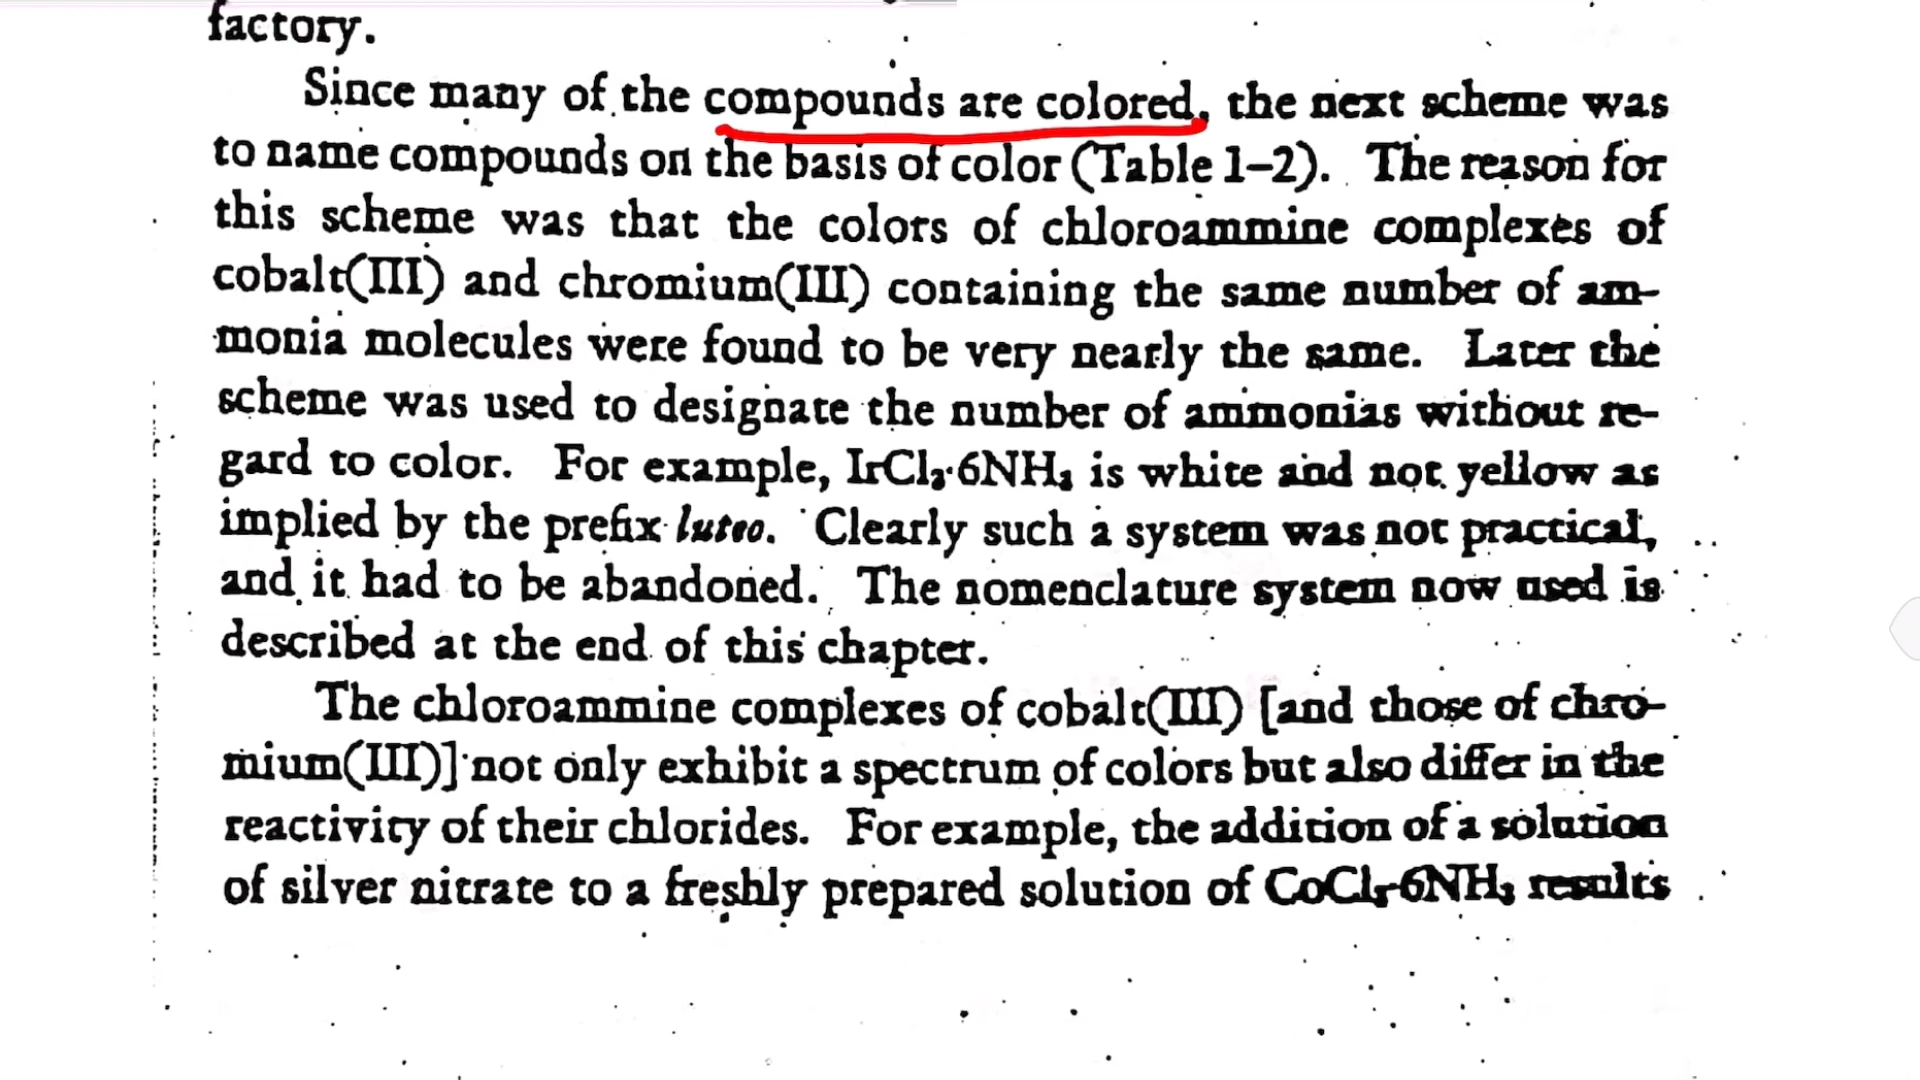 factory.
Since many of the compounds are colored, the next scheme was
to name compounds on the basis of color (Table 1–2). The reason for
this scheme was that the colors of chloroammine complexes of
cobalt(III) and chromium(III) containing the same number of am-
monia molecules were found to be very nearly the same. Later the
scheme was used to designate the number of ammonias without re-
gard to color. For example, IrCl₃·6NH₃ is white and not yellow as
implied by the prefix luteo. Clearly such a system was not practical,
and it had to be abandoned. The nomenclature system now used is
described at the end of this chapter.
The chloroammine complexes of cobalt(III) [and those of chro-
mium(III)] not only exhibit a spectrum of colors but also differ in the
reactivity of their chlorides. For example, the addition of a solution
of silver nitrate to a freshly prepared solution of CoCl₃·6NH₃ results